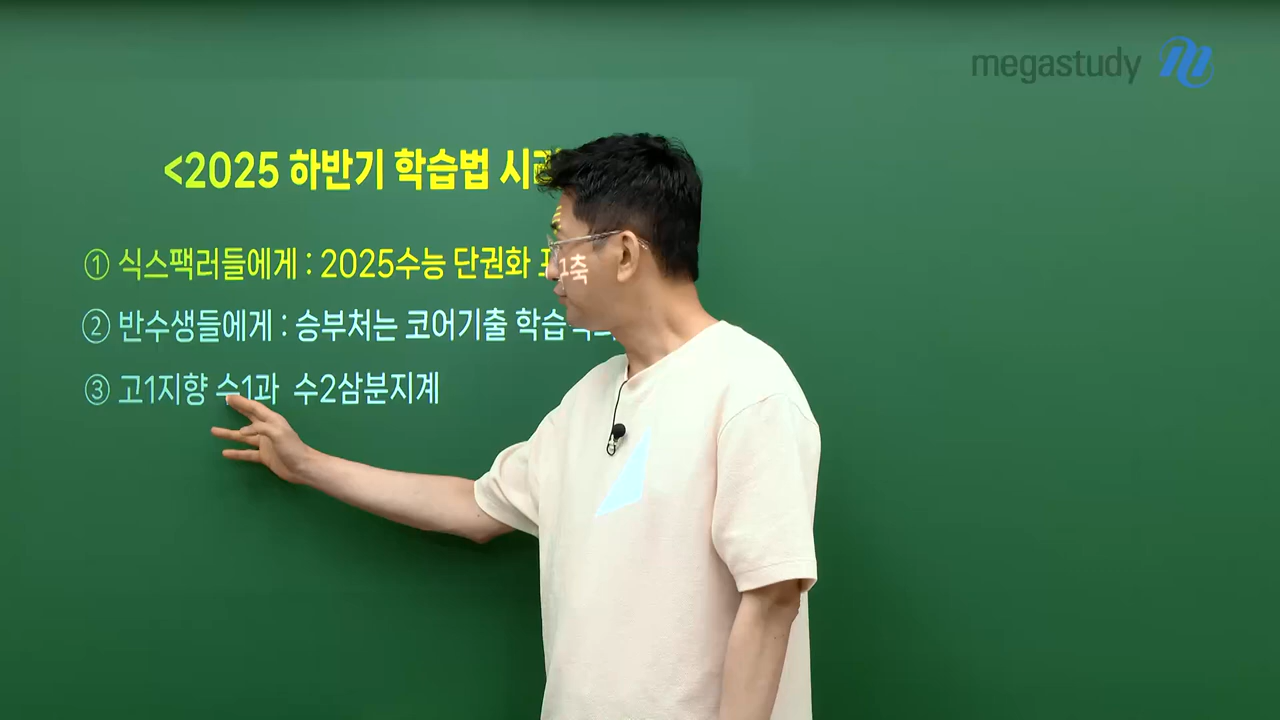 megastudy
<2025 하반기 학습법
① 식스팩러들에게 : 2025수능 단권화
1축
② 반수생들에게 : 승부처는 코어기출 학습
③ 고1지향 수1과 수2삼분지계